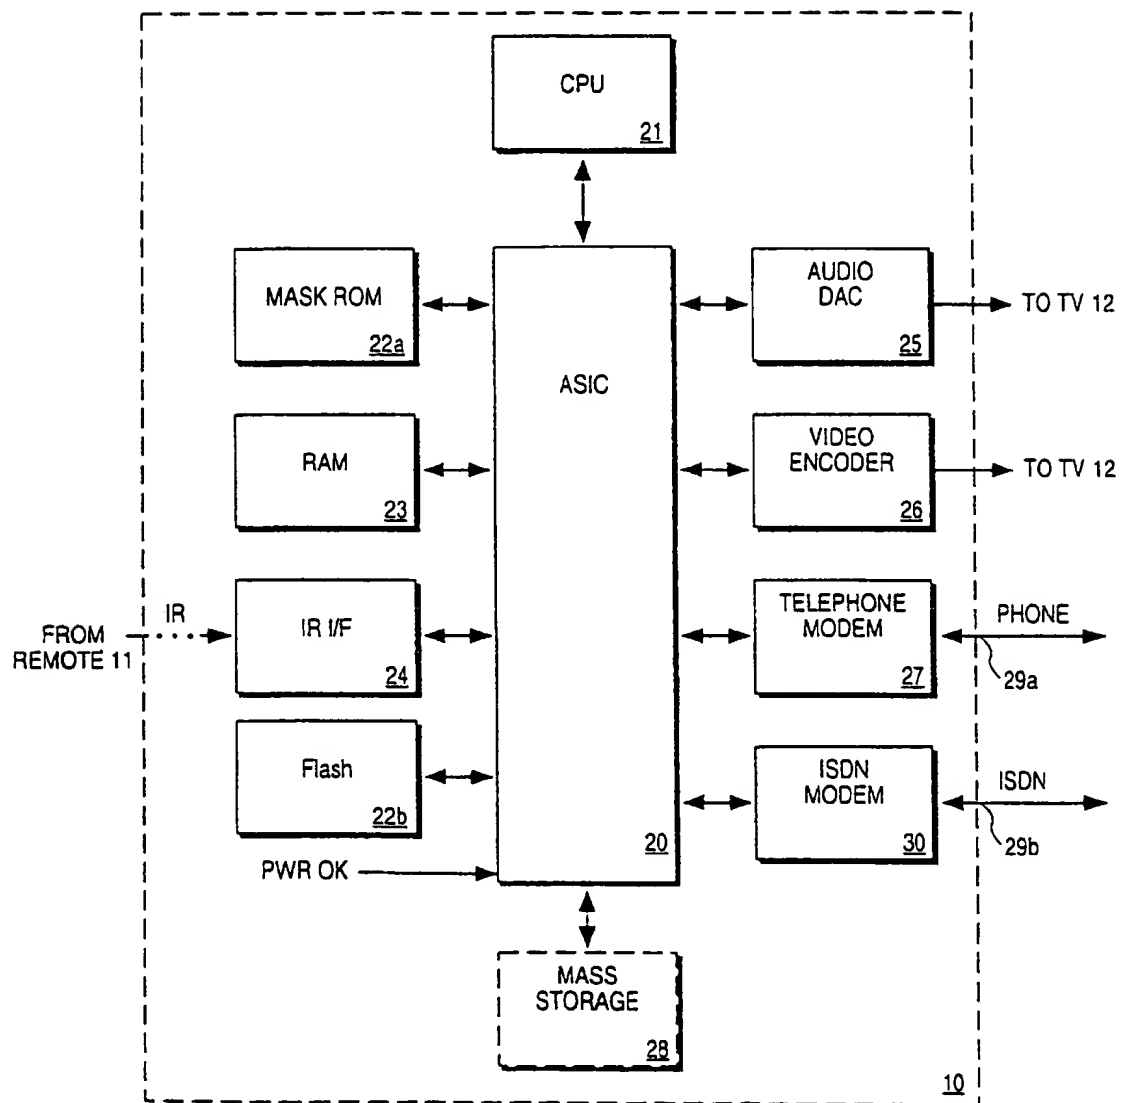 CPU
21
MASK ROM
22a
AUDIO
DAC
25
TO TV 12
ASIC
20
RAM
23
VIDEO
ENCODER
26
TO TV 12
FROM
REMOTE 11
IR
IR I/F
24
TELEPHONE
MODEM
27
PHONE
29a
Flash
22b
ISDN
MODEM
30
ISDN
29b
PWR OK
MASS
STORAGE
28
10